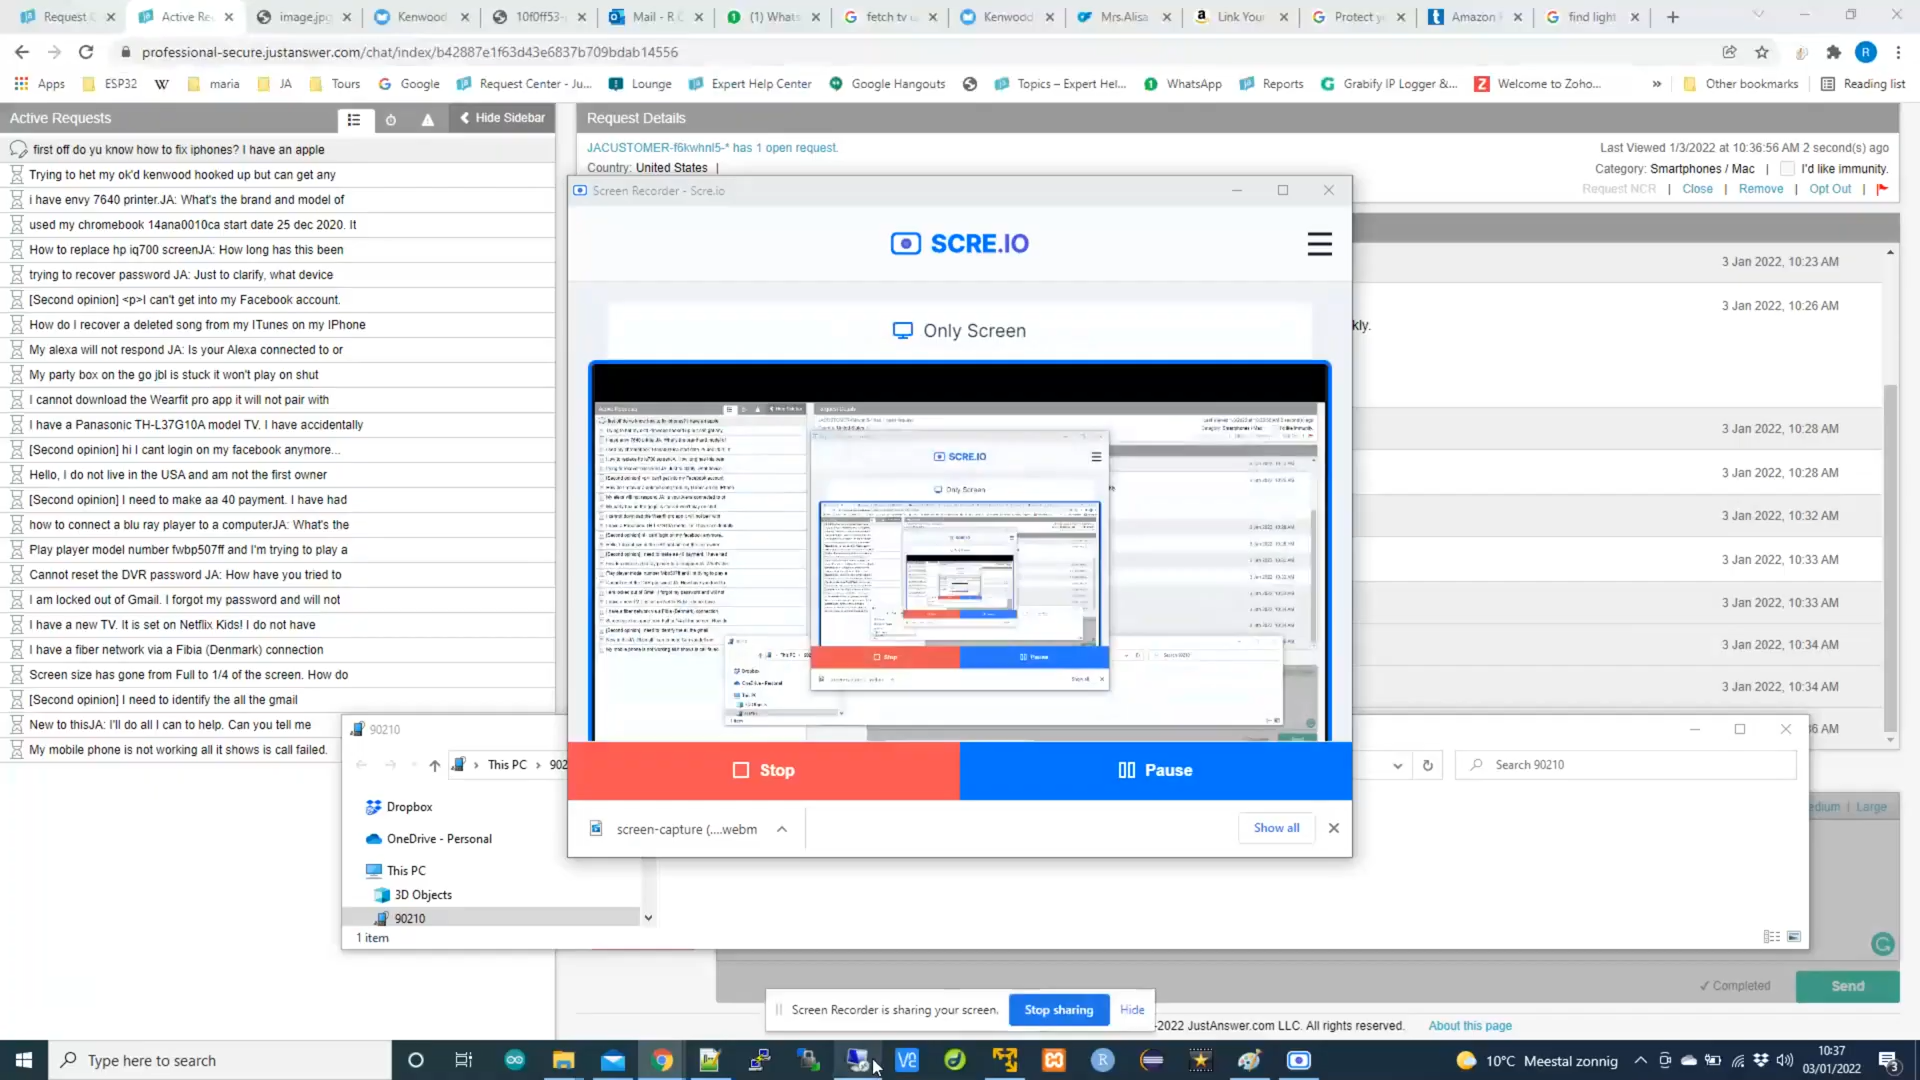 Request C
Active Re
image.jpg
Kenwood
10f0ff53-
Mail - R C
(1) Whats
fetch tv u
Kenwood
Mrs.Alisa
Link Your
Protect y
Amazon
find light
professional-secure.justanswer.com/chat/index/b42887e1f63d43e6837b709bdab14556
R
Apps
ESP32
maria
JA
Tours
Google
Request Center - Ju...
Lounge
Expert Help Center
Google Hangouts
Topics – Expert Hel...
WhatsApp
Reports
Grabify IP Logger &...
Welcome to Zoho...
»
Other bookmarks
Reading list
Active Requests
Hide Sidebar
first off do yu know how to fix iphones? I have an apple
Trying to het my ok'd kenwood hooked up but can get any
i have envy 7640 printer.JA: What's the brand and model of
used my chromebook 14ana0010ca start date 25 dec 2020. It
How to replace hp iq700 screenJA: How long has this been
trying to recover password JA: Just to clarify, what device
[Second opinion] <p>I can't get into my Facebook account.
How do I recover a deleted song from my ITunes on my IPhone
My alexa will not respond JA: Is your Alexa connected to or
My party box on the go jbl is stuck it won't play on shut
I cannot download the Wearfit pro app it will not pair with
I have a Panasonic TH-L37G10A model TV. I have accidentally
[Second opinion] hi I cant login on my facebook anymore...
Hello, I do not live in the USA and am not the first owner
[Second opinion] I need to make aa 40 payment. I have had
how to connect a blu ray player to a computerJA: What's the
Play player model number fwbp507ff and I'm trying to play a
Cannot reset the DVR password JA: How have you tried to
I am locked out of Gmail. I forgot my password and will not
I have a new TV. It is set on Netflix Kids! I do not have
I have a fiber network via a Fibia (Denmark) connection
Screen size has gone from Full to 1/4 of the screen. How do
[Second opinion] I need to identify the all the gmail
New to thisJA: I'll do all I can to help. Can you tell me
My mobile phone is not working all it shows is call failed.
Request Details
JACUSTOMER-f6kwhnl5-* has 1 open request.
Country: United States |
Last Viewed 1/3/2022 at 10:36:56 AM 2 second(s) ago
Category: Smartphones / Mac | I'd like immunity.
Request NCR | Close | Remove | Opt Out |
3 Jan 2022, 10:23 AM
3 Jan 2022, 10:26 AM
kly.
3 Jan 2022, 10:28 AM
3 Jan 2022, 10:28 AM
3 Jan 2022, 10:32 AM
3 Jan 2022, 10:33 AM
3 Jan 2022, 10:33 AM
3 Jan 2022, 10:34 AM
3 Jan 2022, 10:34 AM
36 AM
Screen Recorder - Scre.io
SCRE.IO
Only Screen
SCRE.IO
Only Screen
Stop
Pause
Stop
Pause
screen-capture (....webm
Show all
90210
This PC
902
Search 90210
Dropbox
OneDrive - Personal
This PC
3D Objects
90210
1 item
edium | Large
✓ Completed
Send
Screen Recorder is sharing your screen.
Stop sharing
Hide
-2022 JustAnswer.com LLC. All rights reserved.
About this page
Type here to search
10°C Meestal zonnig
10:37
03/01/2022
3